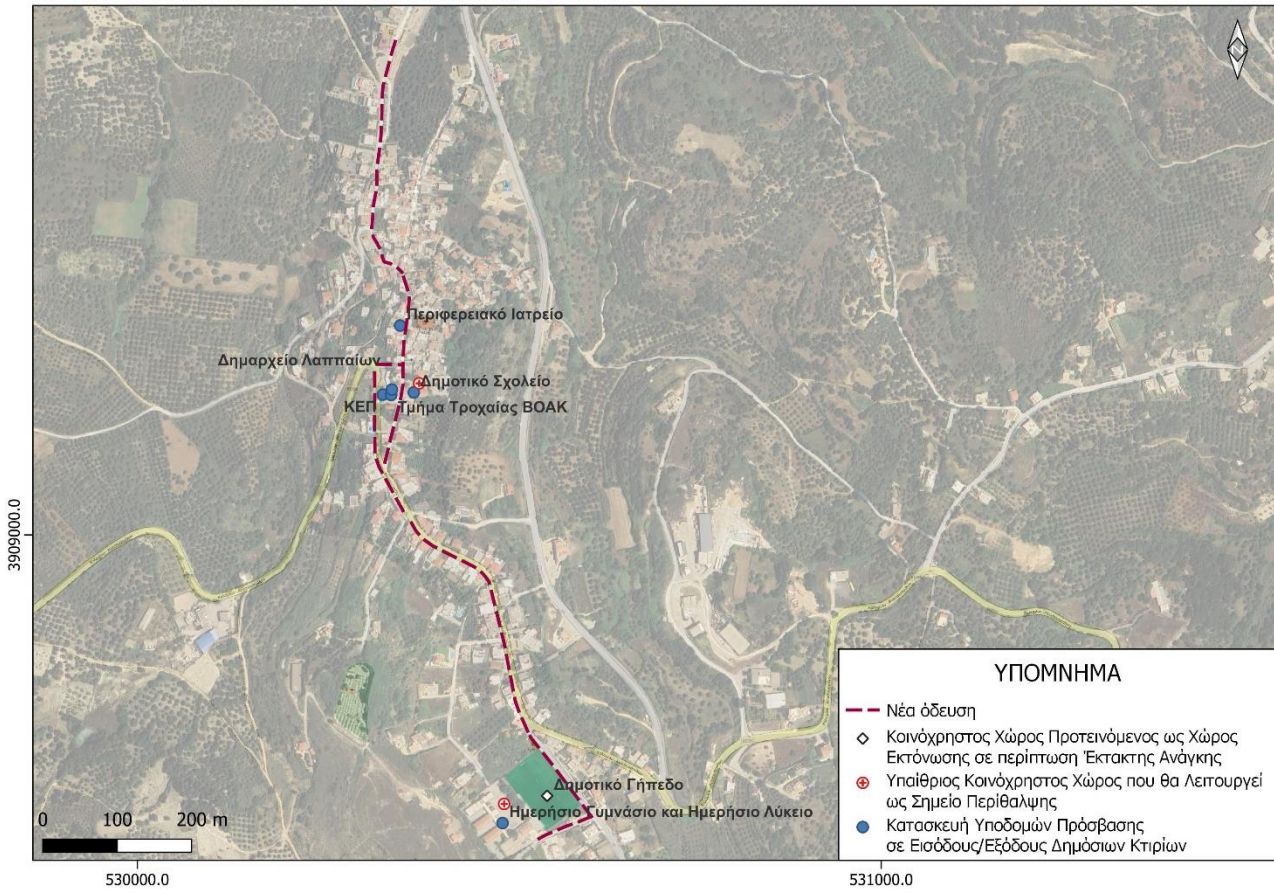 N
Περιφερειακό Ιατρείο
Δημαρχείο Λαππαίων
Δημοτικό Σχολείο
ΚΕΠ
Τμήμα Τροχαίας ΒΟΑΚ
3909000.0
Δημοτικό Γήπεδο
Ημερήσιο Γυμνάσιο και Ημερήσιο Λύκειο
0 100 200 m
530000.0
531000.0
ΥΠΟΜΝΗΜΑ
Νέα όδευση
Κοινόχρηστος Χώρος Προτεινόμενος ως Χώρος
Εκτόνωσης σε περίπτωση Έκτακτης Ανάγκης
Υπαίθριος Κοινόχρηστος Χώρος που θα Λειτουργεί
ως Σημείο Περίθαλψης
Κατασκευή Υποδομών Πρόσβασης
σε Εισόδους/Εξόδους Δημόσιων Κτιρίων